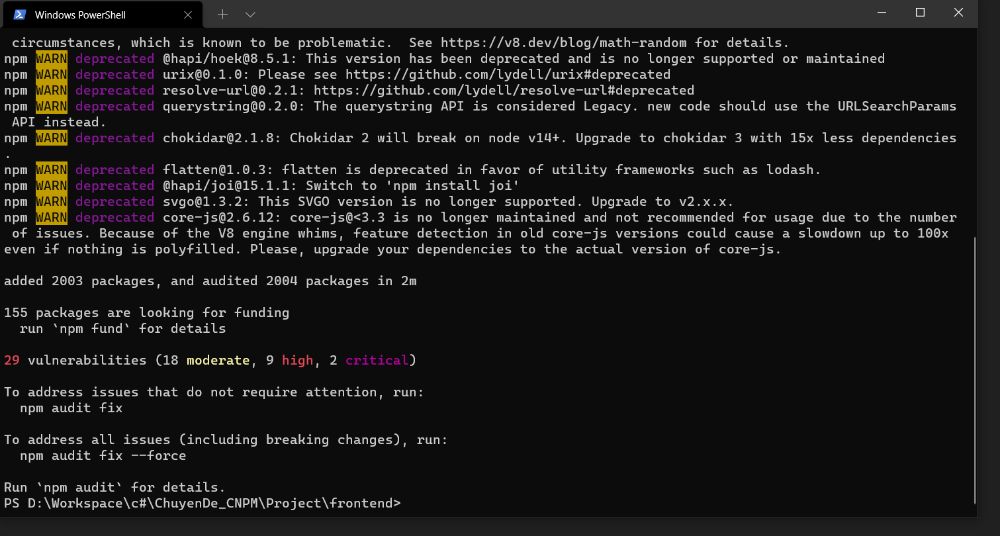 Windows PowerShell
circumstances, which is known to be problematic.  See https://v8.dev/blog/math-random for details.
npm WARN deprecated @hapi/hoek@8.5.1: This version has been deprecated and is no longer supported or maintained
npm WARN deprecated urix@0.1.0: Please see https://github.com/lydell/urix#deprecated
npm WARN deprecated resolve-url@0.2.1: https://github.com/lydell/resolve-url#deprecated
npm WARN deprecated querystring@0.2.0: The querystring API is considered Legacy. new code should use the URLSearchParams
 API instead.
npm WARN deprecated chokidar@2.1.8: Chokidar 2 will break on node v14+. Upgrade to chokidar 3 with 15x less dependencies
.
npm WARN deprecated flatten@1.0.3: flatten is deprecated in favor of utility frameworks such as lodash.
npm WARN deprecated @hapi/joi@15.1.1: Switch to 'npm install joi'
npm WARN deprecated svgo@1.3.2: This SVGO version is no longer supported. Upgrade to v2.x.x.
npm WARN deprecated core-js@2.6.12: core-js@<3.3 is no longer maintained and not recommended for usage due to the number
 of issues. Because of the V8 engine whims, feature detection in old core-js versions could cause a slowdown up to 100x
even if nothing is polyfilled. Please, upgrade your dependencies to the actual version of core-js.
added 2003 packages, and audited 2004 packages in 2m
155 packages are looking for funding
  run `npm fund` for details
29 vulnerabilities (18 moderate, 9 high, 2 critical)
To address issues that do not require attention, run:
  npm audit fix
To address all issues (including breaking changes), run:
  npm audit fix --force
Run `npm audit` for details.
PS D:\Workspace\c#\ChuyenDe_CNPM\Project\frontend>